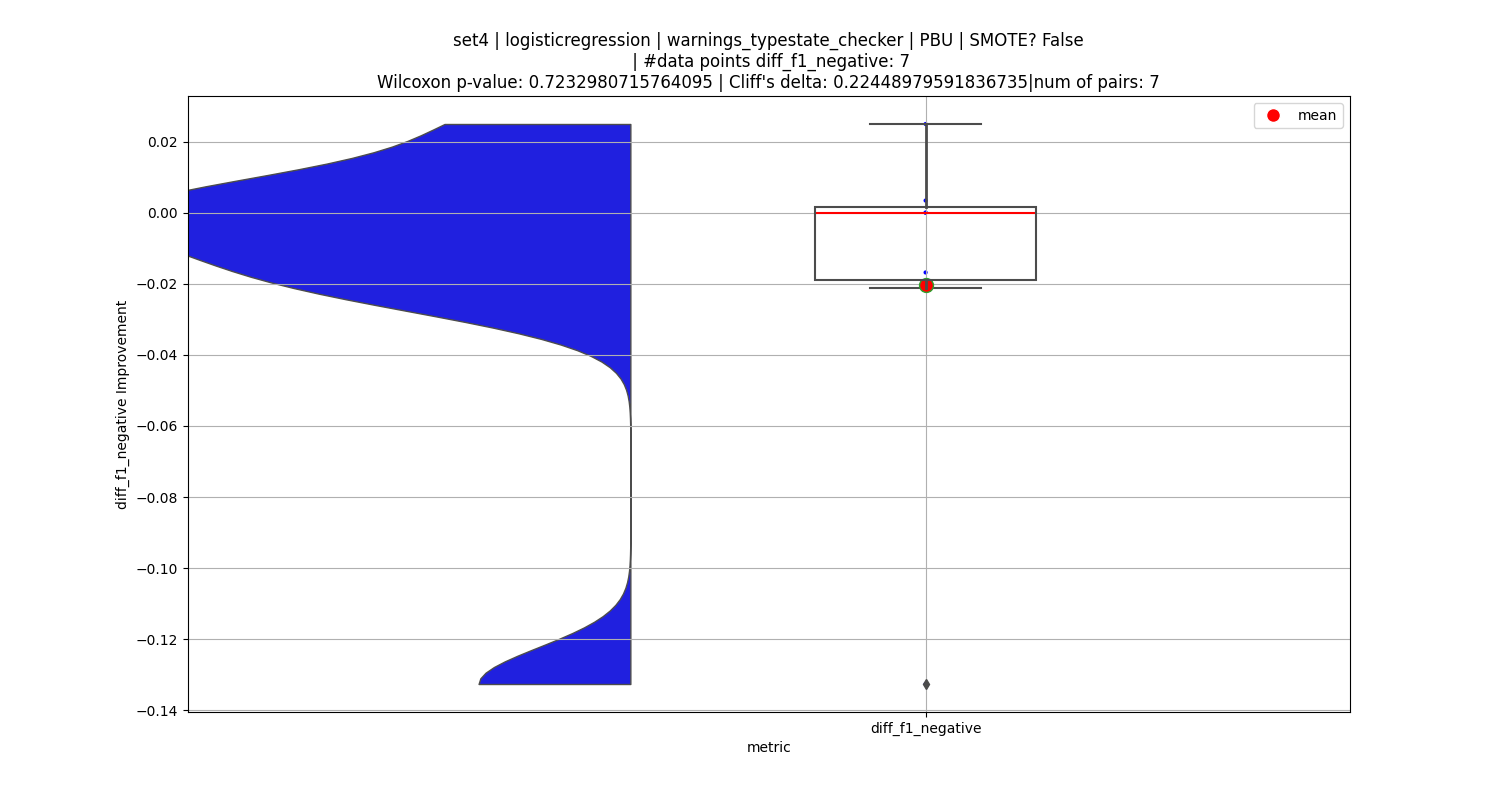 set4 | logisticregression | warnings_typestate_checker | PBU | SMOTE? False
| #data points diff_f1_negative: 7
Wilcoxon p-value: 0.7232980715764095 | Cliff's delta: 0.22448979591836735|num of pairs: 7
mean
0.02
0.00
−0.02
−0.04
−0.06
−0.08
−0.10
−0.12
−0.14
diff_f1_negative Improvement
diff_f1_negative
metric